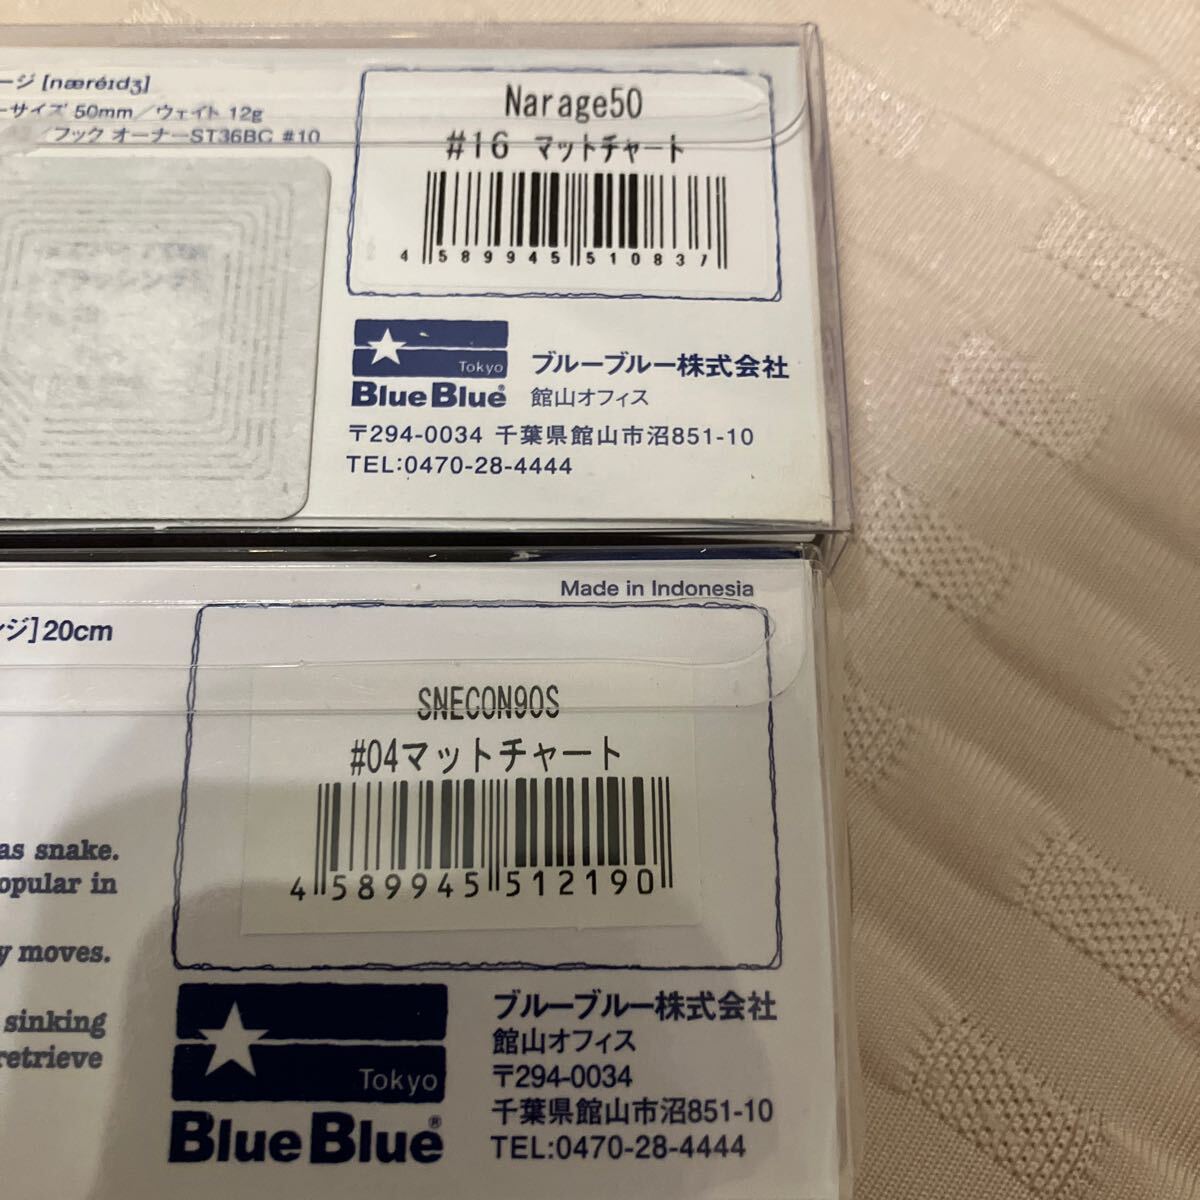 ージ [næréɪdʒ]
ーサイズ 50mm／ウェイト 12g
／フック オーナーST36BC #10
Narage50
#16 マットチャート
4 589945 510837
Tokyo
BlueBlue®
ブルーブルー株式会社
館山オフィス
〒294-0034 千葉県館山市沼851-10
TEL:0470-28-4444
Made in Indonesia
ンジ]20cm
SNECON90S
#04マットチャート
4 589945 512190
as snake.
opular in
y moves.
sinking
retrieve
Tokyo
BlueBlue®
ブルーブルー株式会社
館山オフィス
〒294-0034
千葉県館山市沼851-10
TEL:0470-28-4444